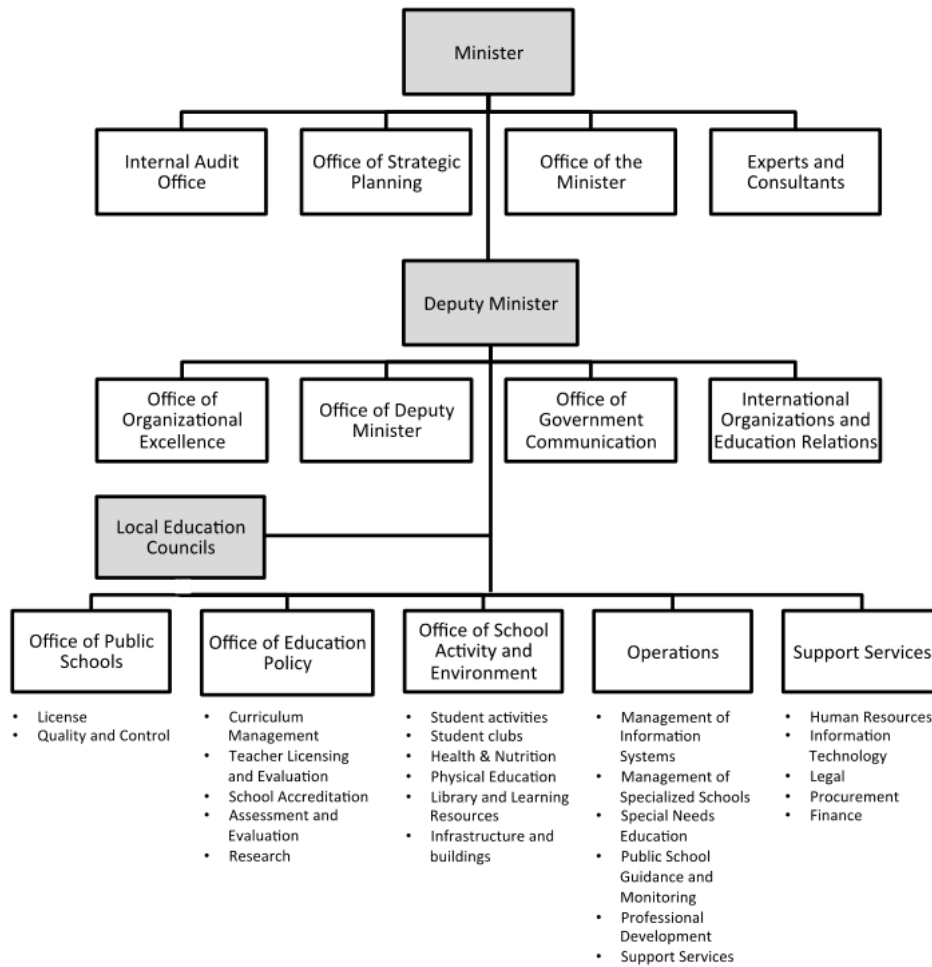 Minister
Internal Audit
Office
Office of Strategic
Planning
Office of the
Minister
Experts and
Consultants
Deputy Minister
Office of
Organizational
Excellence
Office of Deputy
Minister
Office of
Government
Communication
International
Organizations and
Education Relations
Local Education
Councils
Office of Public
Schools
Office of Education
Policy
Office of School
Activity and
Environment
Operations
Support Services
• License
• Quality and Control
• Curriculum
Management
• Teacher Licensing
and Evaluation
• School Accreditation
• Assessment and
Evaluation
• Research
• Student activities
• Student clubs
• Health & Nutrition
• Physical Education
• Library and Learning
Resources
• Infrastructure and
buildings
• Management of
Information
Systems
• Management of
Specialized Schools
• Special Needs
Education
• Public School
Guidance and
Monitoring
• Professional
Development
• Support Services
• Human Resources
• Information
Technology
• Legal
• Procurement
• Finance